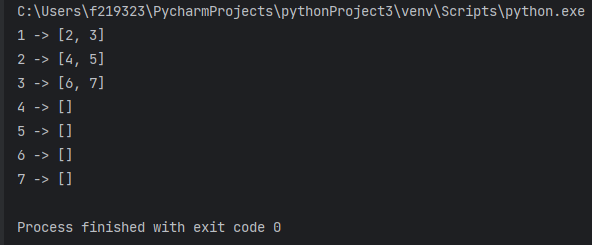 C:\Users\f219323\PycharmProjects\pythonProject3\venv\Scripts\python.exe
1 -> [2, 3]
2 -> [4, 5]
3 -> [6, 7]
4 -> []
5 -> []
6 -> []
7 -> []
Process finished with exit code 0